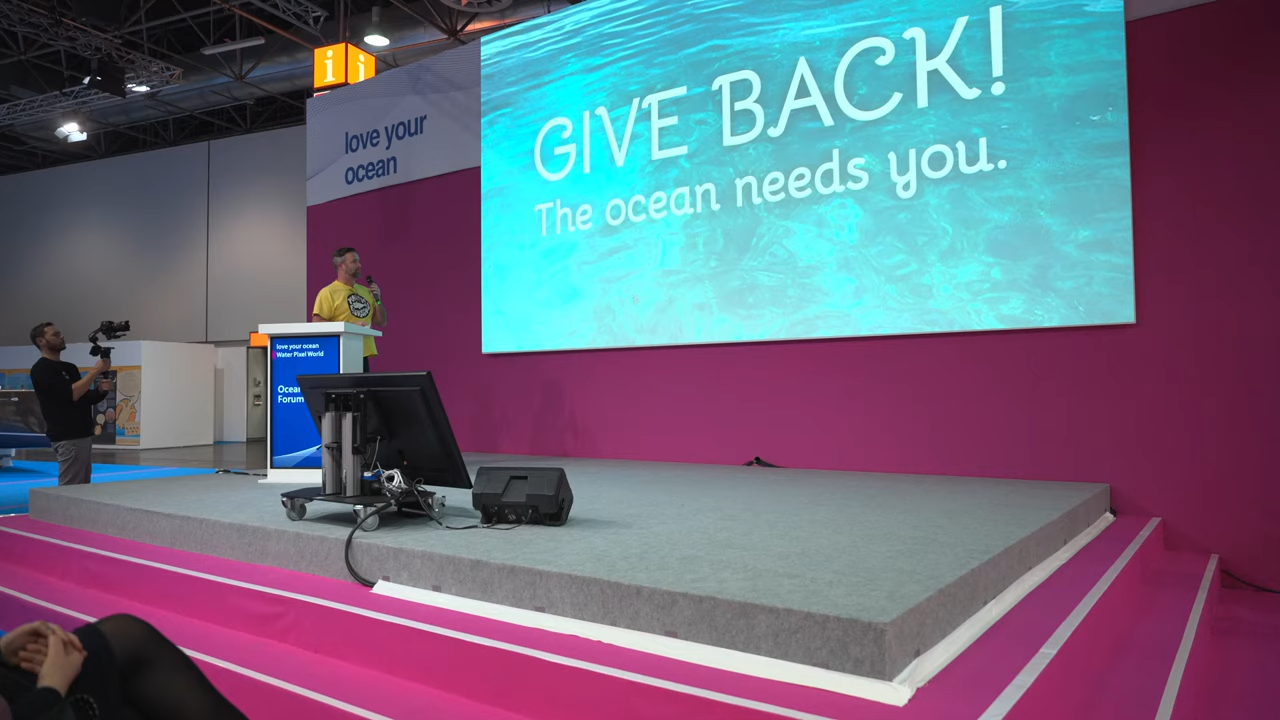 i i
love your
ocean
GIVE BACK!
The ocean needs you.
love your ocean
Water Pixel World
Ocean
Forum